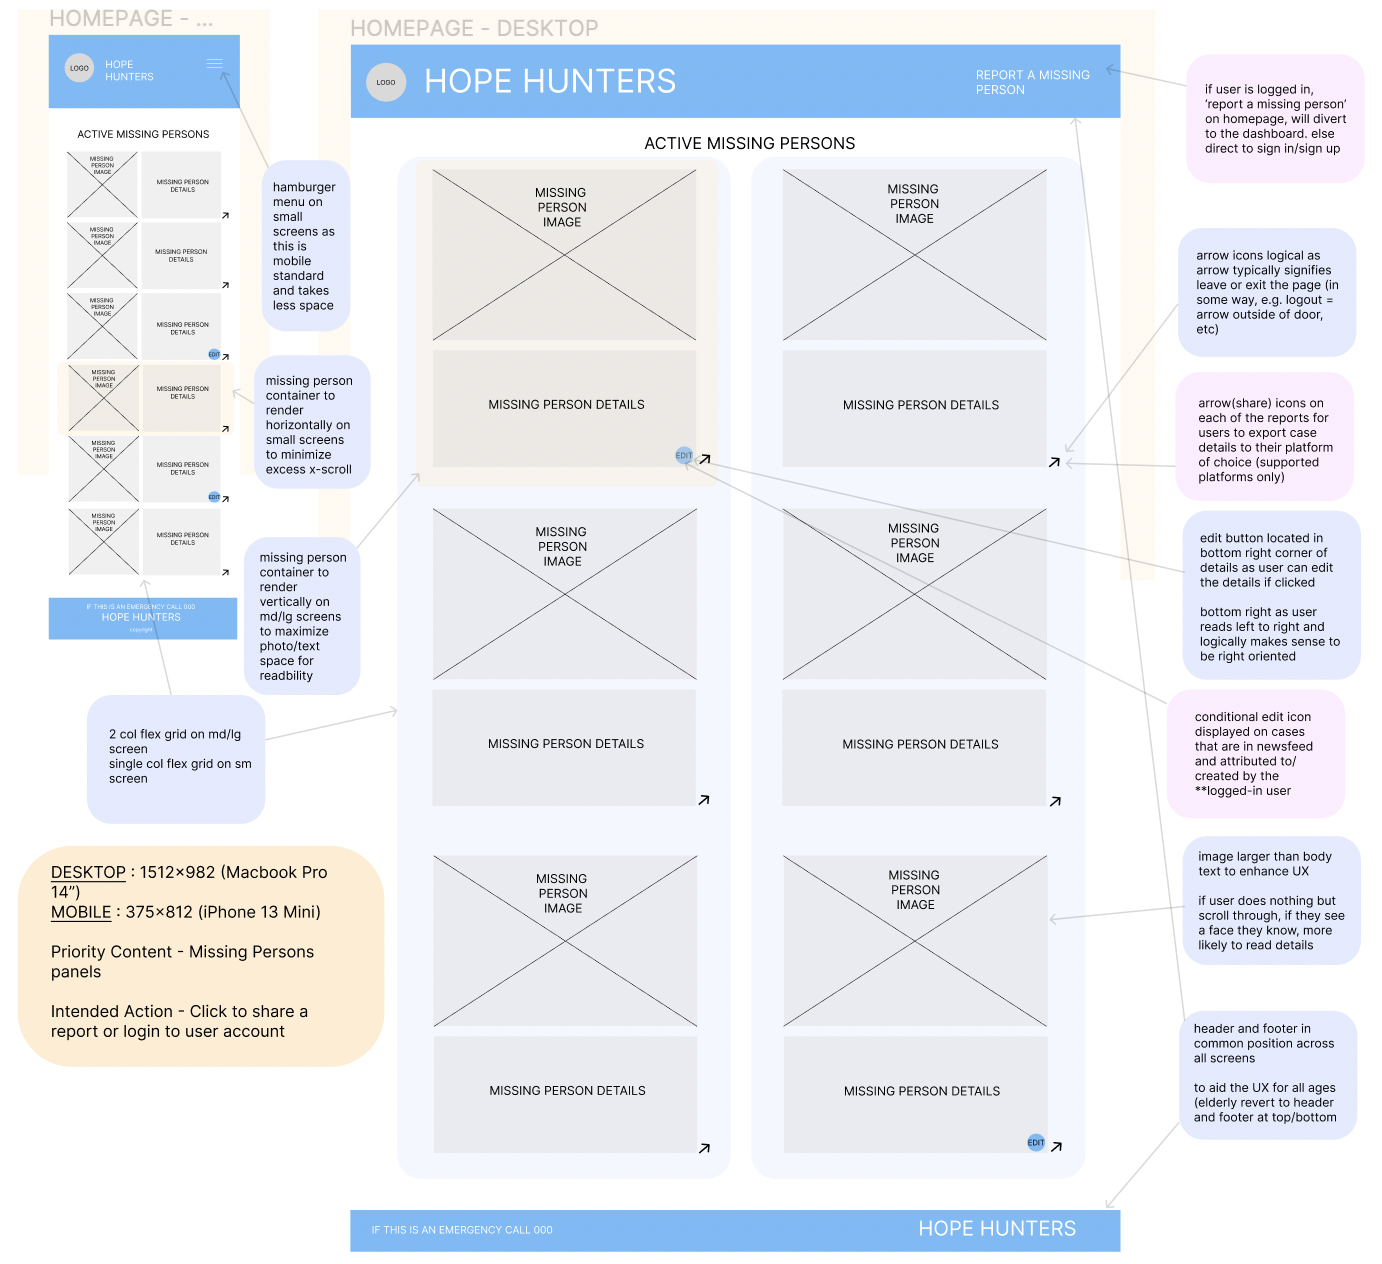 HOMEPAGE - ...
LOGO
HOPE
HUNTERS
ACTIVE MISSING PERSONS
MISSING
PERSON
IMAGE
MISSING PERSON
DETAILS
MISSING
PERSON
IMAGE
MISSING PERSON
DETAILS
MISSING
PERSON
IMAGE
MISSING PERSON
DETAILS
EDIT
MISSING
PERSON
IMAGE
MISSING PERSON
DETAILS
MISSING
PERSON
IMAGE
MISSING PERSON
DETAILS
EDIT
MISSING
PERSON
IMAGE
MISSING PERSON
DETAILS
IF THIS IS AN EMERGENCY CALL 000
HOPE HUNTERS
copyright
hamburger
menu on
small
screens as
this is
mobile
standard
and takes
less space
missing person
container to
render
horizontally on
small screens
to minimize
excess x-scroll
missing person
container to
render
vertically on
md/lg screens
to maximize
photo/text
space for
readbility
2 col flex grid on md/lg
screen
single col flex grid on sm
screen
DESKTOP : 1512×982 (Macbook Pro
14”)
MOBILE : 375×812 (iPhone 13 Mini)
Priority Content - Missing Persons
panels
Intended Action - Click to share a
report or login to user account
HOMEPAGE - DESKTOP
LOGO
HOPE HUNTERS
REPORT A MISSING
PERSON
ACTIVE MISSING PERSONS
MISSING
PERSON
IMAGE
MISSING PERSON DETAILS
EDIT
MISSING
PERSON
IMAGE
MISSING PERSON DETAILS
MISSING
PERSON
IMAGE
MISSING PERSON DETAILS
MISSING
PERSON
IMAGE
MISSING PERSON DETAILS
MISSING
PERSON
IMAGE
MISSING PERSON DETAILS
MISSING
PERSON
IMAGE
MISSING PERSON DETAILS
EDIT
IF THIS IS AN EMERGENCY CALL 000
HOPE HUNTERS
if user is logged in,
‘report a missing person’
on homepage, will divert
to the dashboard. else
direct to sign in/sign up
arrow icons logical as
arrow typically signifies
leave or exit the page (in
some way, e.g. logout =
arrow outside of door,
etc)
arrow(share) icons on
each of the reports for
users to export case
details to their platform
of choice (supported
platforms only)
edit button located in
bottom right corner of
details as user can edit
the details if clicked
bottom right as user
reads left to right and
logically makes sense to
be right oriented
conditional edit icon
displayed on cases
that are in newsfeed
and attributed to/
created by the
**logged-in user
image larger than body
text to enhance UX
if user does nothing but
scroll through, if they see
a face they know, more
likely to read details
header and footer in
common position across
all screens
to aid the UX for all ages
(elderly revert to header
and footer at top/bottom